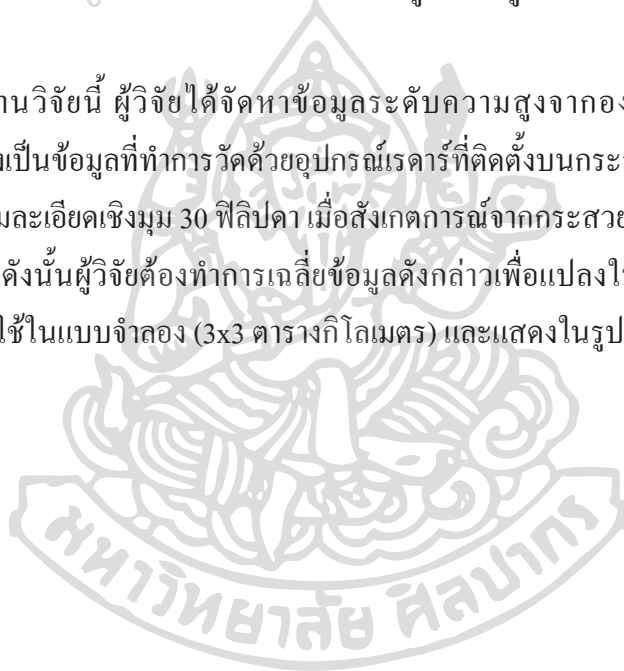 านวิจัยนี้ ผู้วิจัยได้จัดหาข้อมูลระดับความสูงจากอง
งเป็นข้อมูลที่ทำการวัดด้วยอุปกรณ์เรดาร์ที่ติดตั้งบนกระ
มละเอียดเชิงมุม 30 ฟิลิปดา เมื่อสังเกตการณ์จากกระสวย
ดังนั้นผู้วิจัยต้องทำการเฉลี่ยข้อมูลดังกล่าวเพื่อแปลงให
ใช้ในแบบจำลอง (3x3 ตารางกิโลเมตร) และแสดงในรูป
มหาวิทยาลัย ศิลปากร